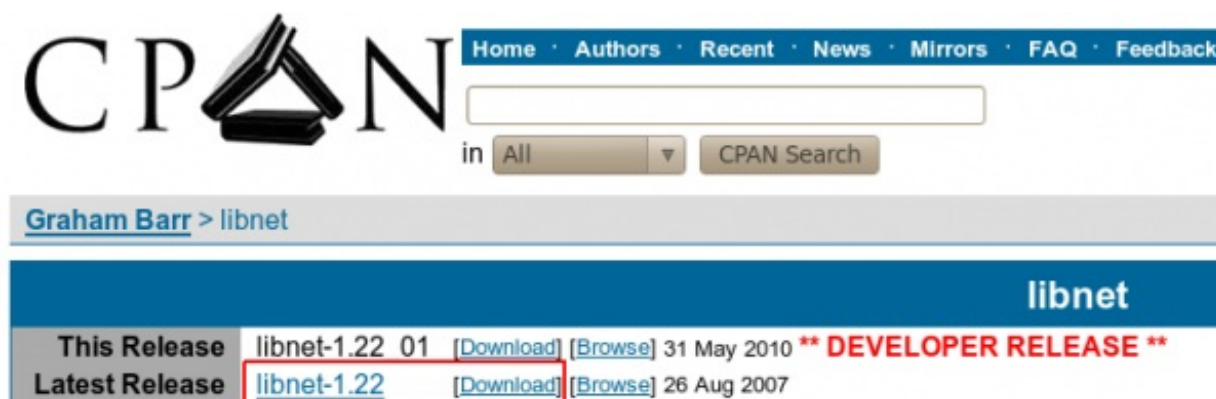 CPAN
Home · Authors · Recent · News · Mirrors · FAQ · Feedback
in All CPAN Search
Graham Barr > libnet
libnet
This Release libnet-1.22_01 [Download] [Browse] 31 May 2010 ** DEVELOPER RELEASE **
Latest Release libnet-1.22 [Download] [Browse] 26 Aug 2007